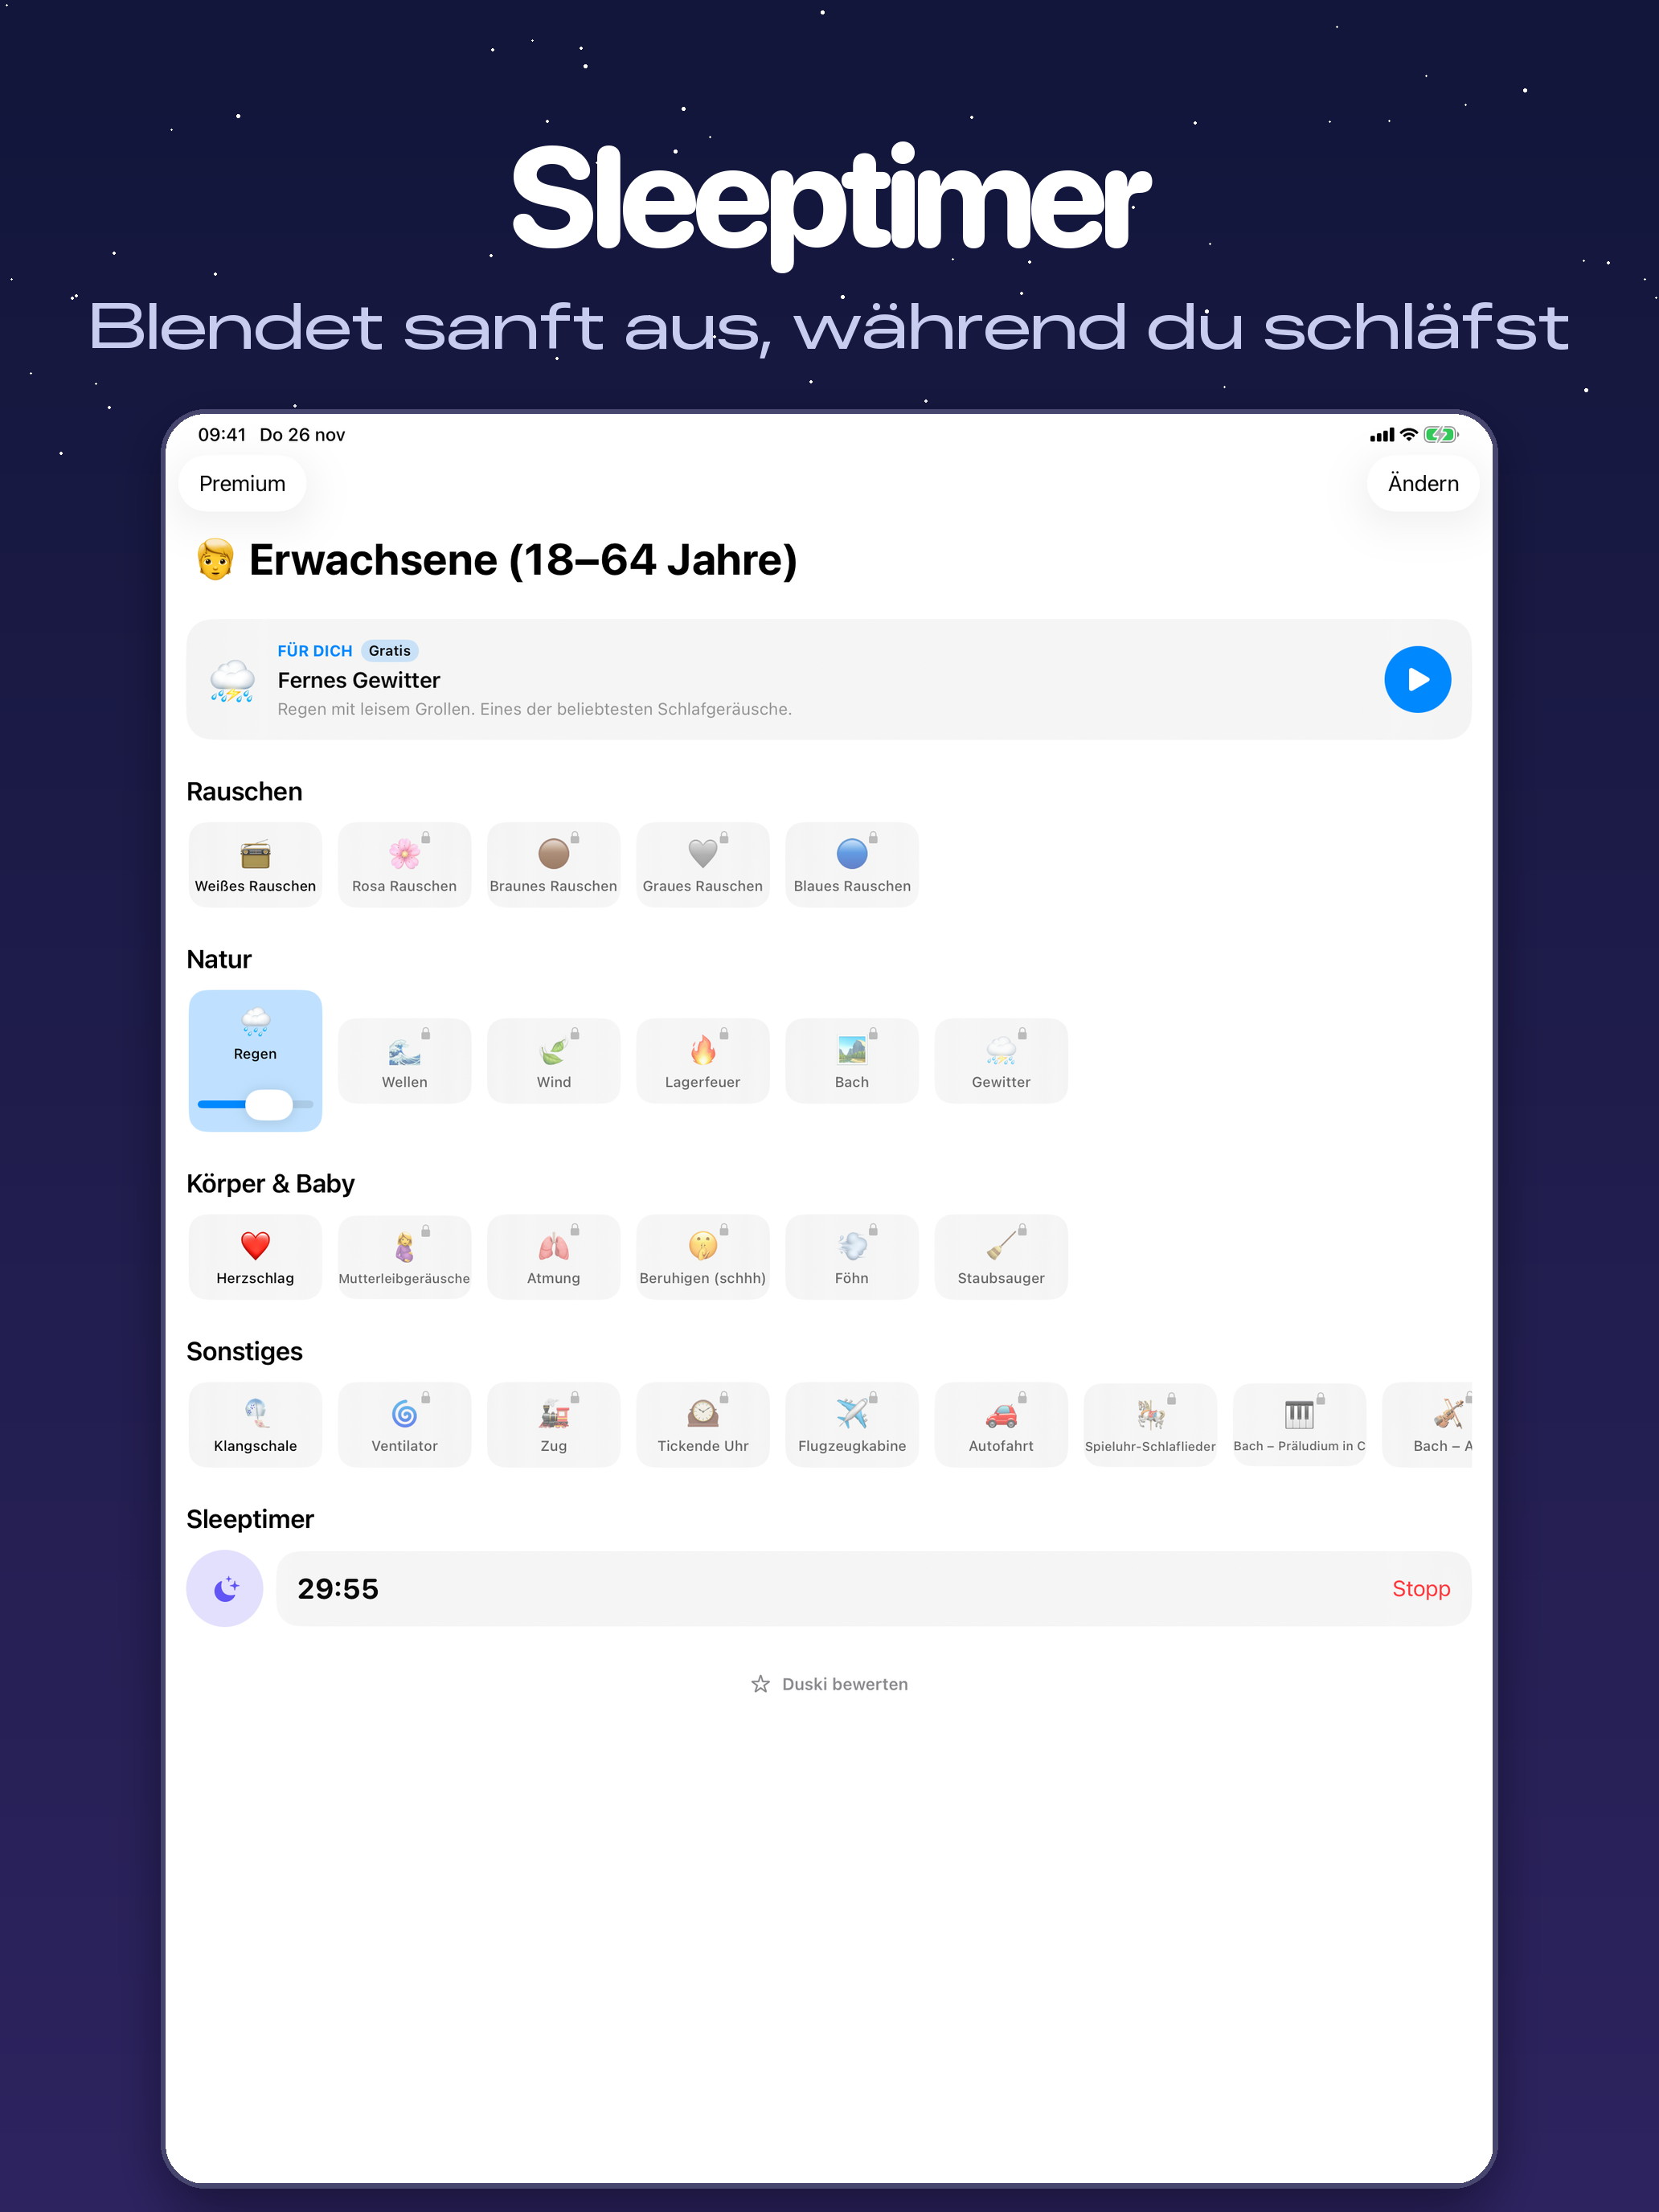 Sleeptimer
Blendet sanft aus, während du schläfst
09:41 Do 26 nov
Premium
Ändern
Erwachsene (18–64 Jahre)
FÜR DICH Gratis
Fernes Gewitter
Regen mit leisem Grollen. Eines der beliebtesten Schlafgeräusche.
Rauschen
Weißes Rauschen
Rosa Rauschen
Braunes Rauschen
Graues Rauschen
Blaues Rauschen
Natur
Regen
Wellen
Wind
Lagerfeuer
Bach
Gewitter
Körper & Baby
Herzschlag
Mutterleibgeräusche
Atmung
Beruhigen (schhh)
Föhn
Staubsauger
Sonstiges
Klangschale
Ventilator
Zug
Tickende Uhr
Flugzeugkabine
Autofahrt
Spieluhr-Schlaflieder
Bach – Präludium in C
Bach – A
Sleeptimer
29:55
Stopp
Duski bewerten